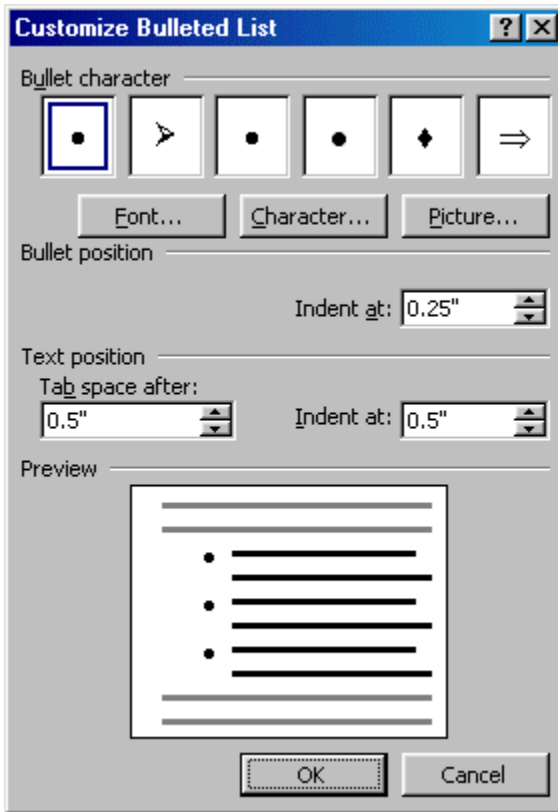 Customize Bulleted List
Bullet character
Font... Character... Picture...
Bullet position
Indent at: 0.25"
Text position
Tab space after:
0.5" Indent at: 0.5"
Preview
OK Cancel